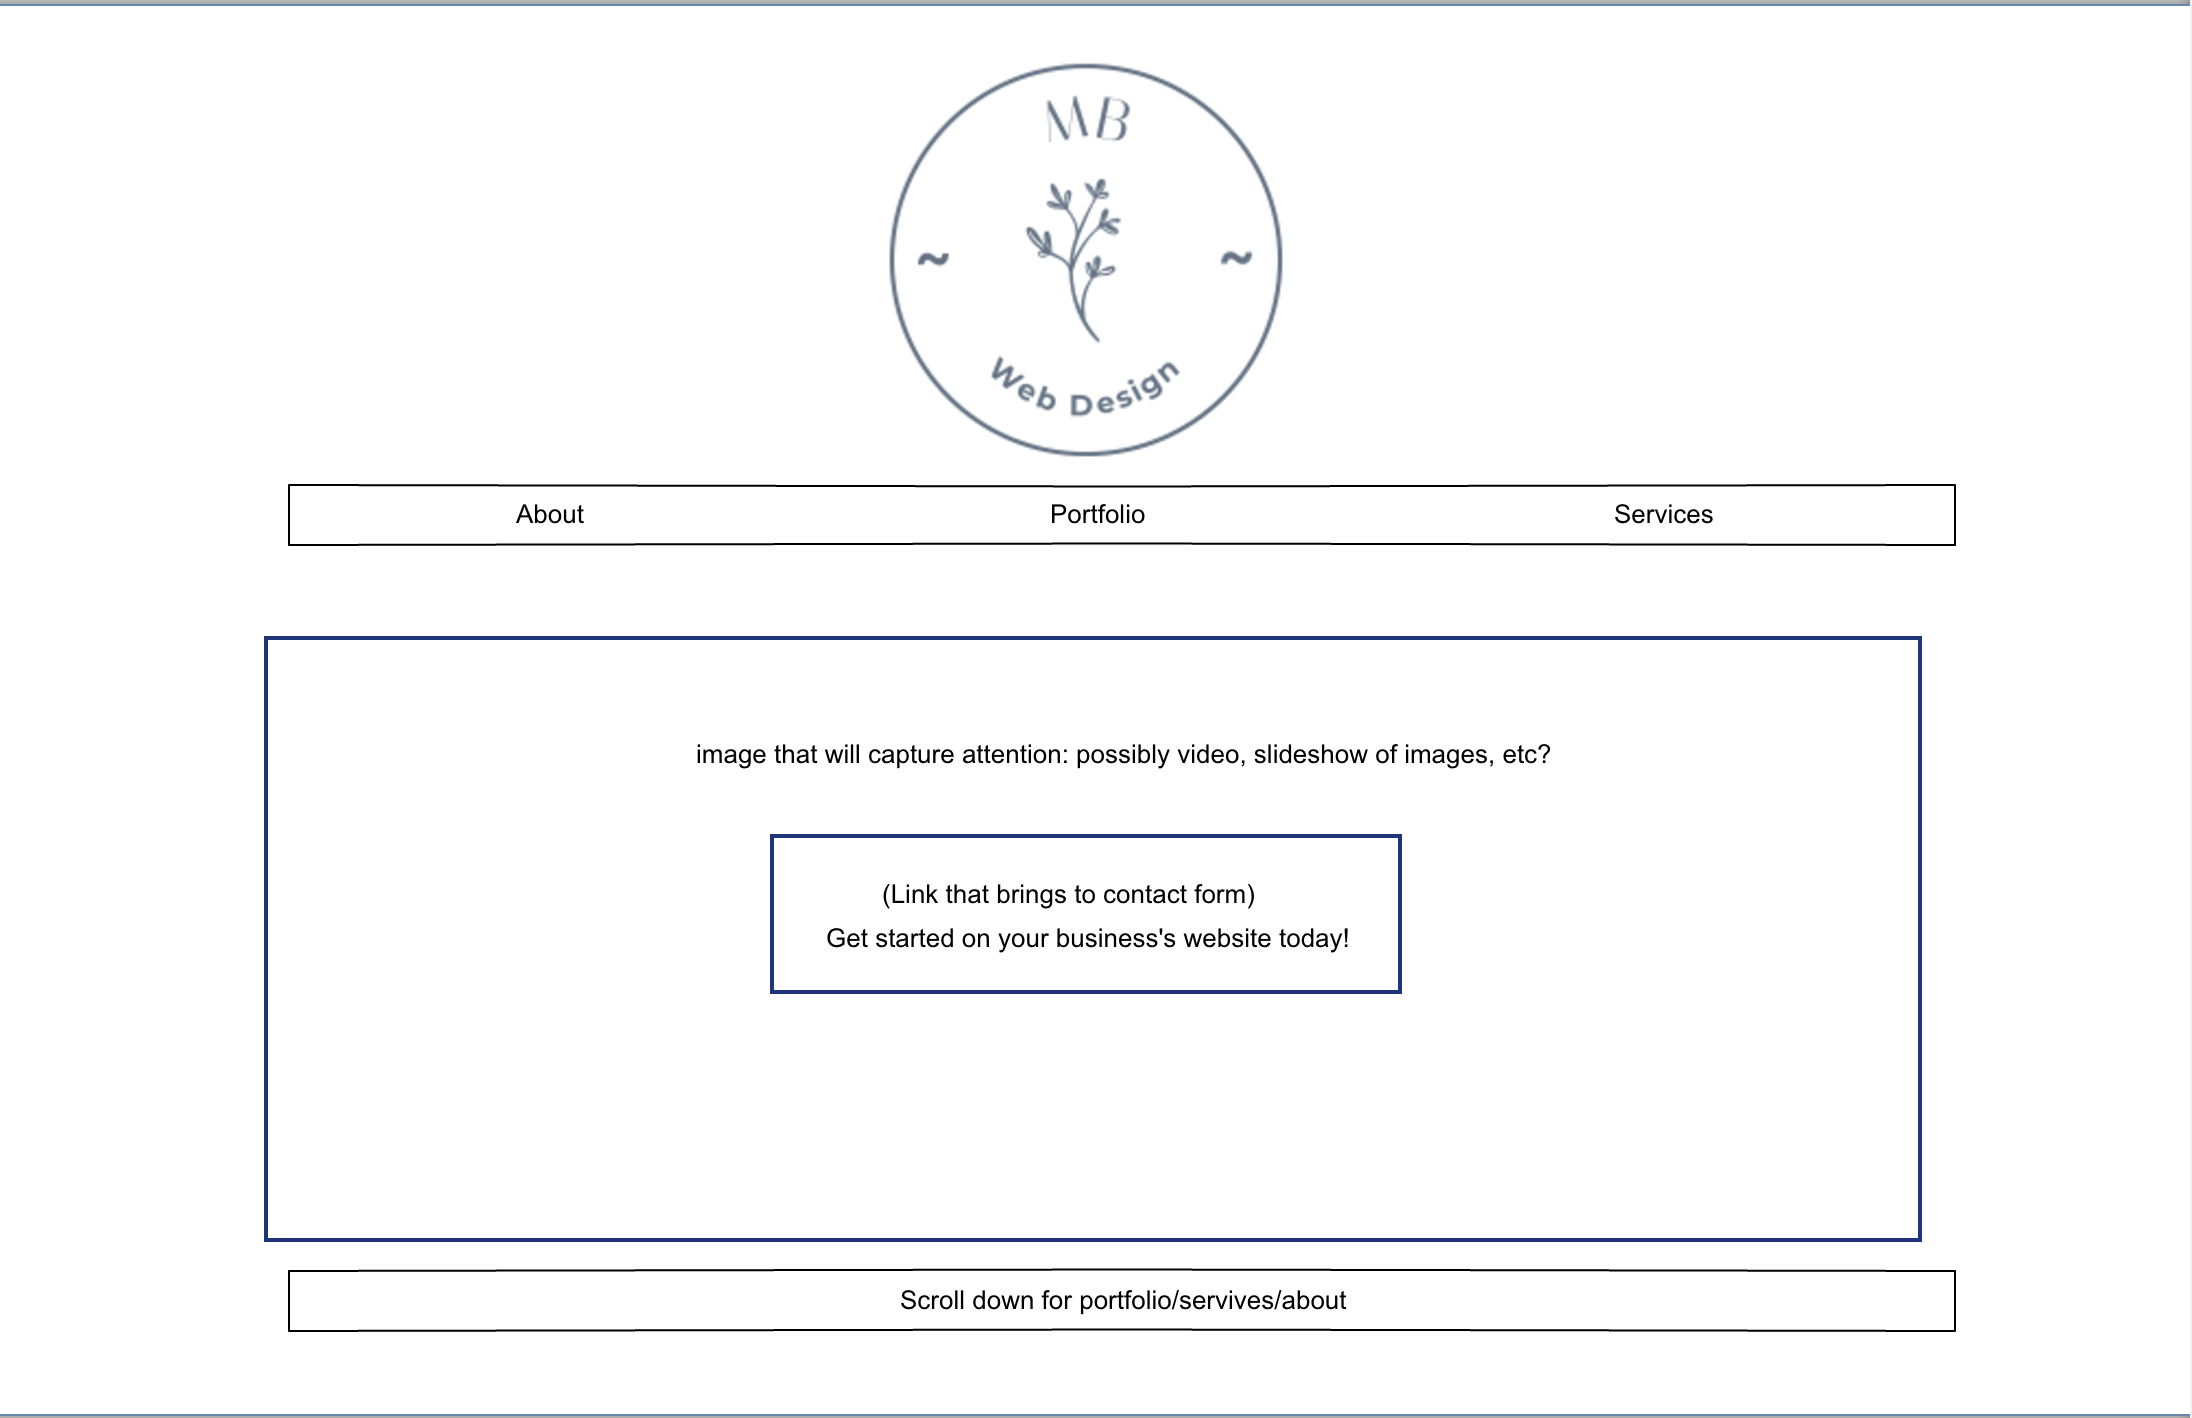 MB
~ ~
Web Design
About Portfolio Services
image that will capture attention: possibly video, slideshow of images, etc?
(Link that brings to contact form)
Get started on your business's website today!
Scroll down for portfolio/servives/about